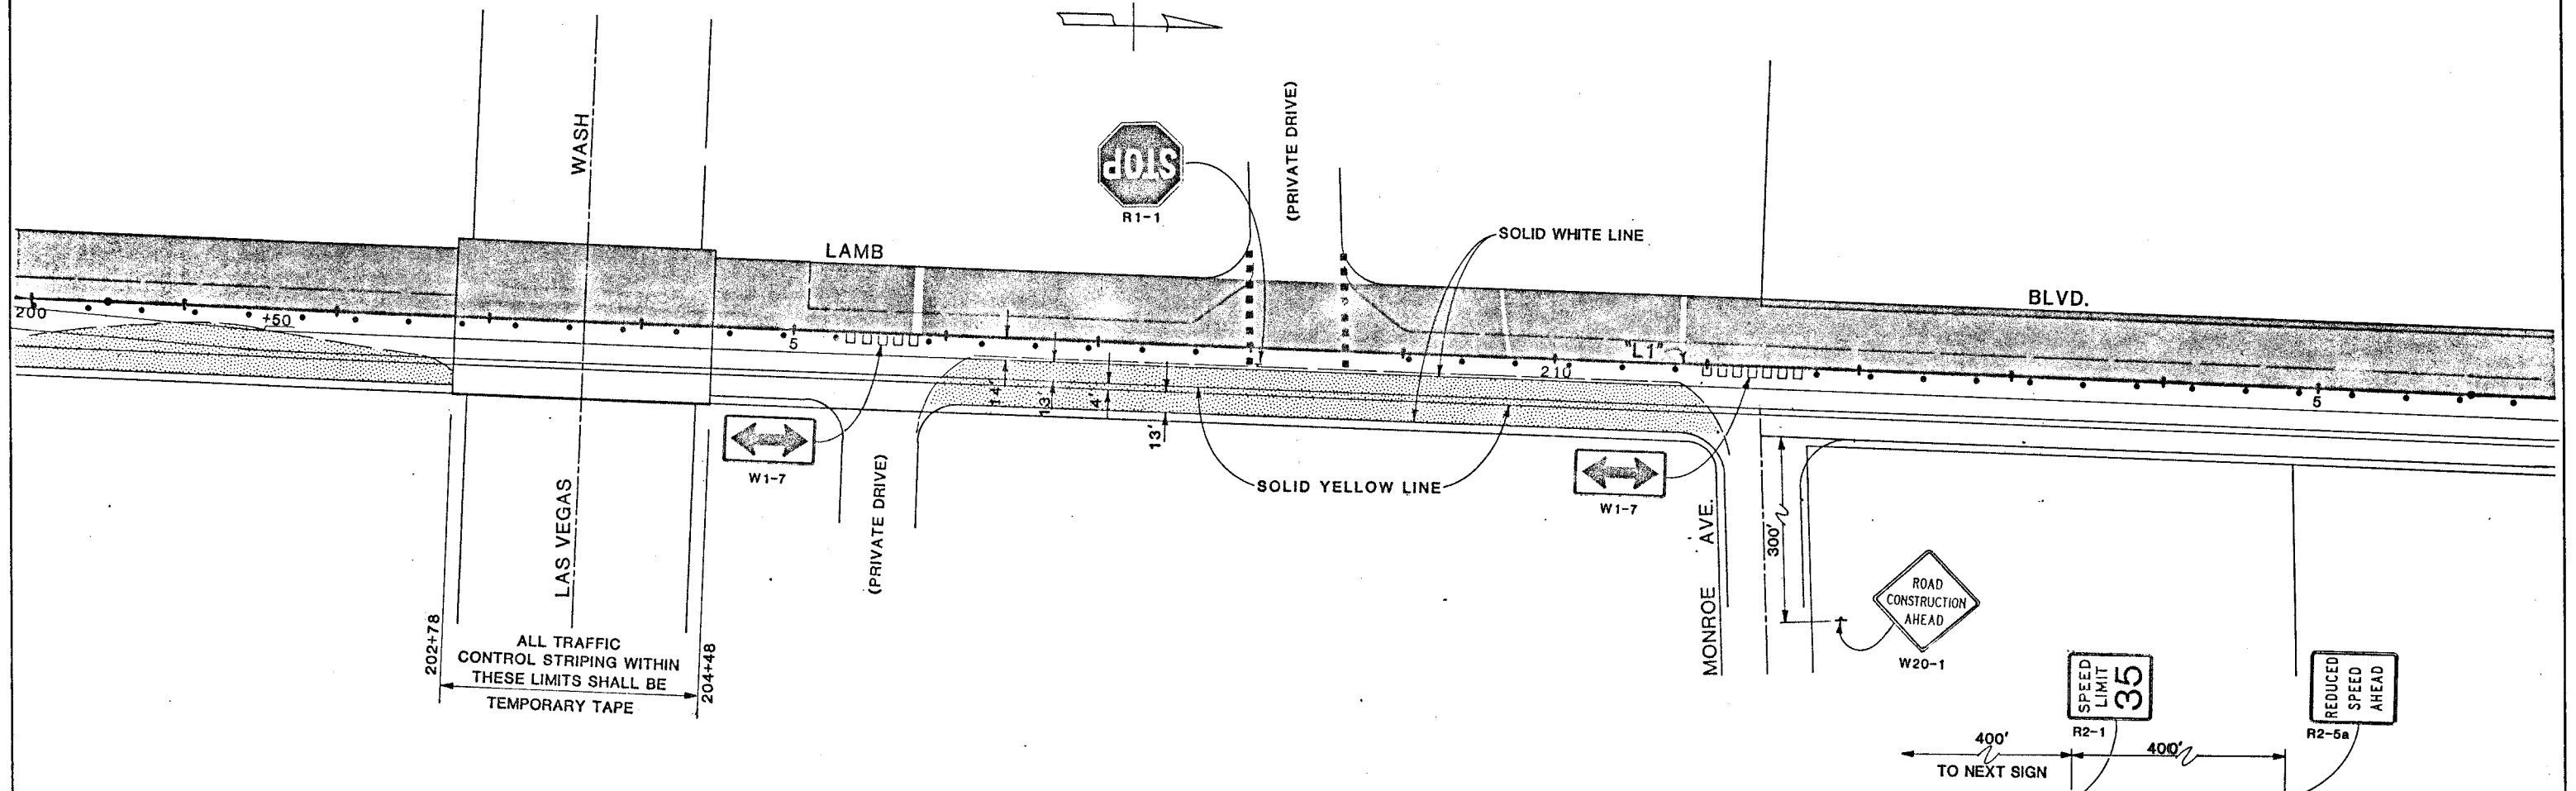 WASH
STOP
R1-1
(PRIVATE DRIVE)
SOLID WHITE LINE
LAMB
BLVD.
200
+50
5
"L1"
210
5
14'
13'
4'
13'
W1-7
SOLID YELLOW LINE
W1-7
LAS VEGAS
(PRIVATE DRIVE)
MONROE AVE.
300'
ROAD
CONSTRUCTION
AHEAD
W20-1
202+78
ALL TRAFFIC
CONTROL STRIPING WITHIN
THESE LIMITS SHALL BE
TEMPORARY TAPE
204+48
SPEED
LIMIT
35
R2-1
REDUCED
SPEED
AHEAD
R2-5a
400'
TO NEXT SIGN
400'